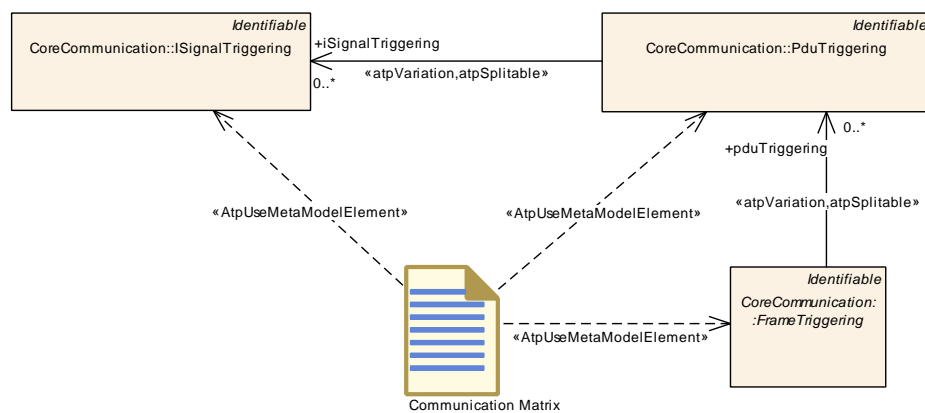 Identifiable
CoreCommunication::ISignalTriggering
+iSignalTriggering
0..*
«atpVariation,atpSplitable»
Identifiable
CoreCommunication::PduTriggering
0..*
+pduTriggering
«atpVariation,atpSplitable»
«AtpUseMetaModelElement»
«AtpUseMetaModelElement»
Identifiable
CoreCommunication:
:FrameTriggering
«AtpUseMetaModelElement»
Communication Matrix